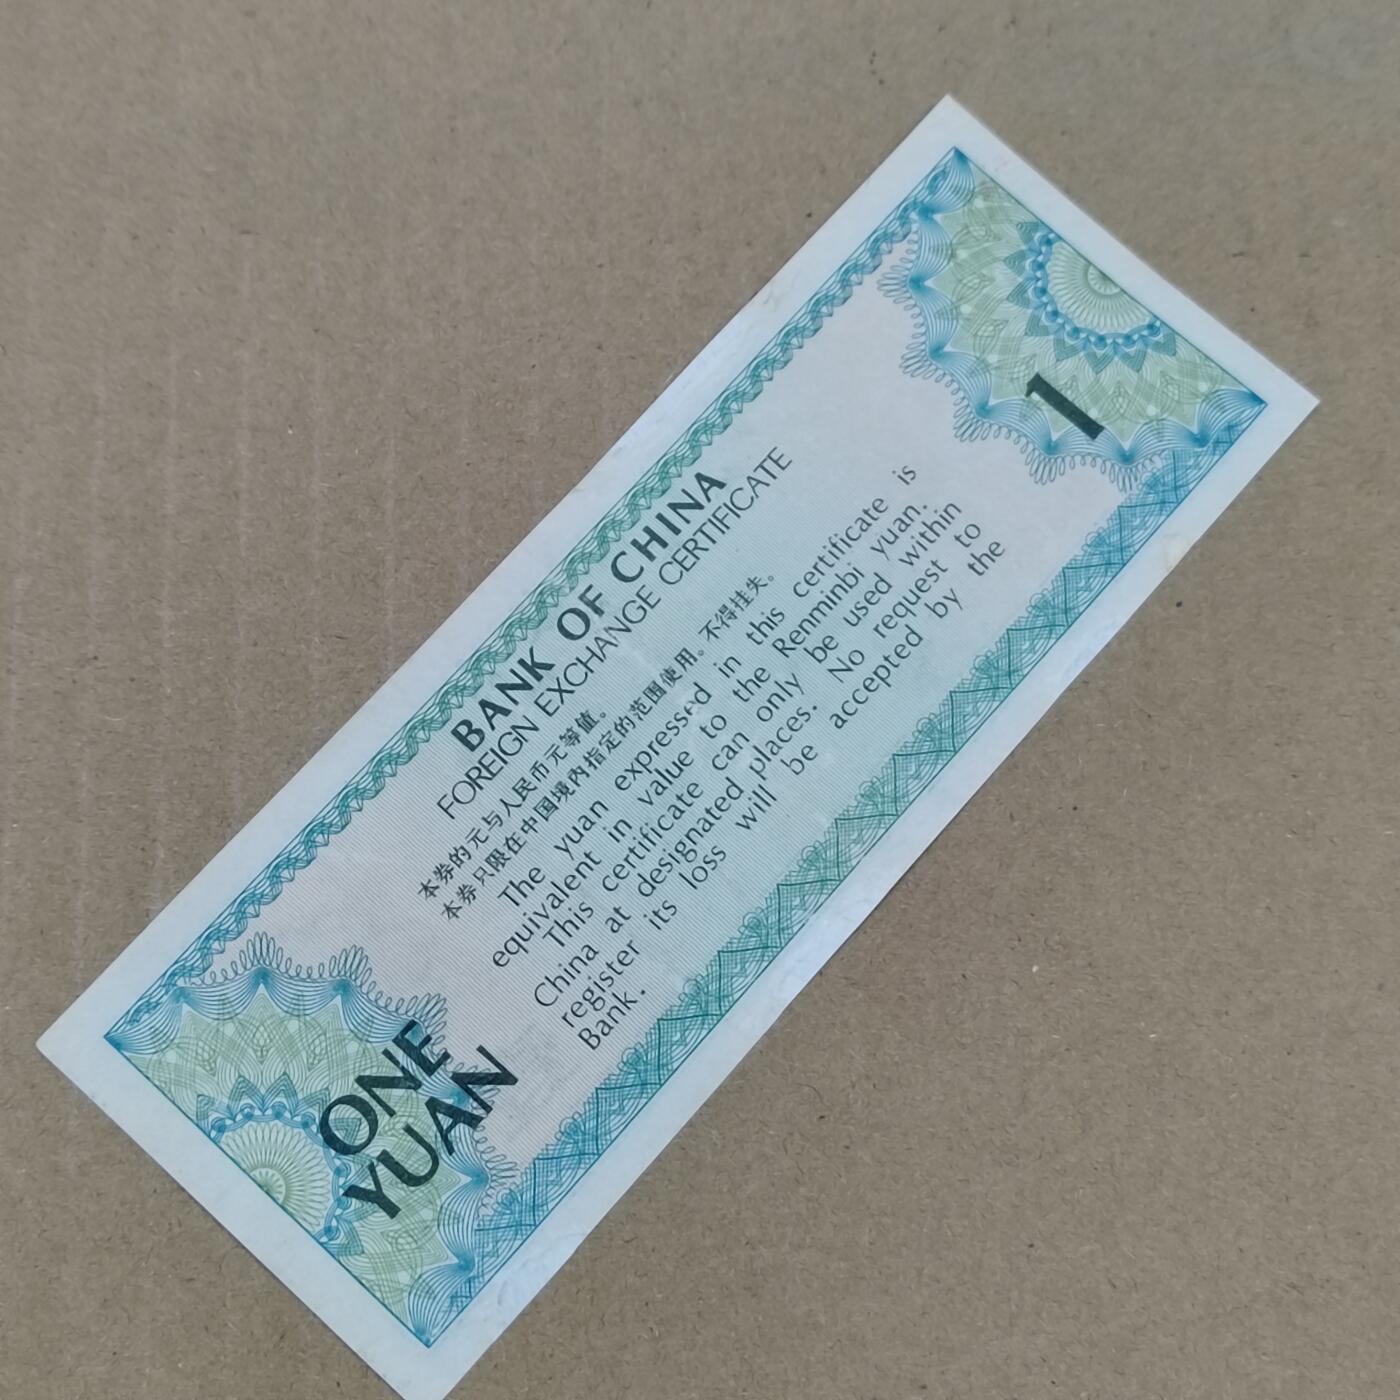 BANK OF CHINA
FOREIGN EXCHANGE CERTIFICATE
本券的元与人民币元等值。
本券只限在中国境内指定的范围使用。不得挂失。
The yuan expressed in this certificate is
equivalent in value to the Renminbi yuan.
This certificate can only be used within
China at designated places. No request to
register its loss will be accepted by the
Bank.
ONE
YUAN
1